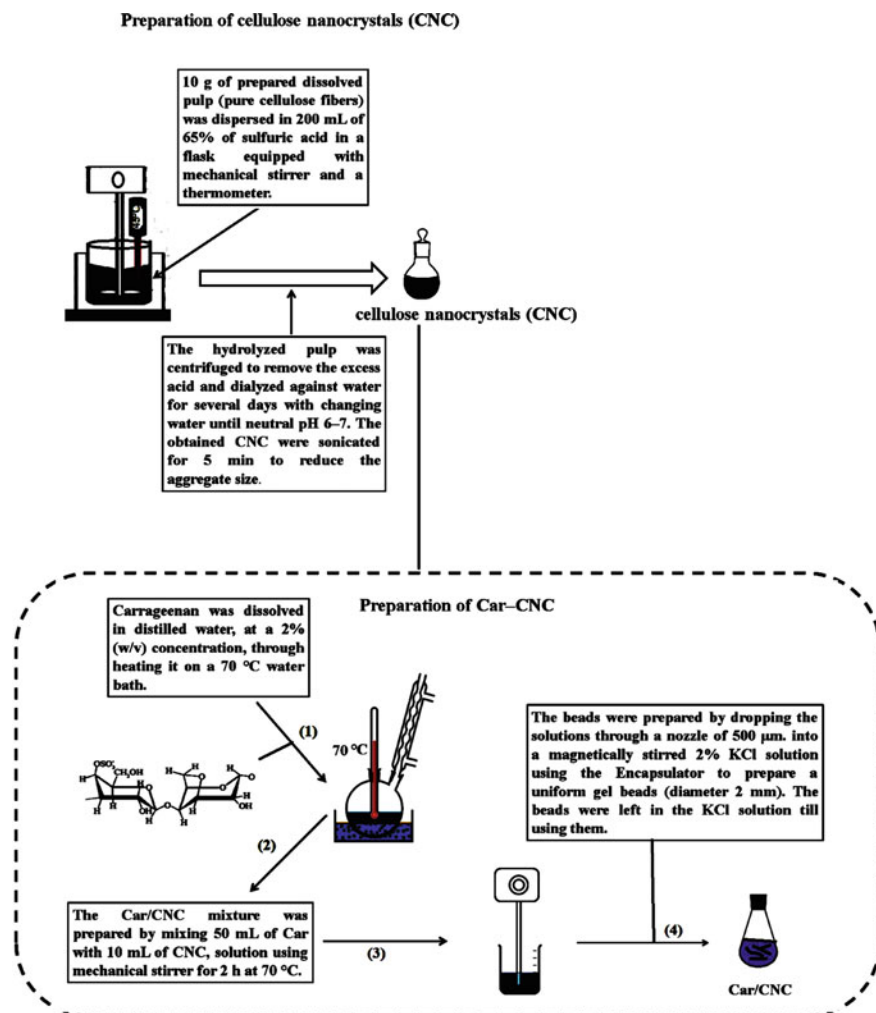 Preparation of cellulose nanocrystals (CNC)
10 g of prepared dissolved
pulp (pure cellulose fibers)
was dispersed in 200 mL of
65% of sulfuric acid in a
flask equipped with
mechanical stirrer and a
thermometer.
45°C
cellulose nanocrystals (CNC)
The hydrolyzed pulp was
centrifuged to remove the excess
acid and dialyzed against water
for several days with changing
water until neutral pH 6–7. The
obtained CNC were sonicated
for 5 min to reduce the
aggregate size.
Preparation of Car–CNC
Carrageenan was dissolved
in distilled water, at a 2%
(w/v) concentration, through
heating it on a 70 °C water
bath.
(1)
70 °C
The beads were prepared by dropping the
solutions through a nozzle of 500 μm. into
a magnetically stirred 2% KCl solution
using the Encapsulator to prepare a
uniform gel beads (diameter 2 mm). The
beads were left in the KCl solution till
using them.
OSO₃⁻
CH₂OH
H
H
H
H
OH
H
O
O
H
H
H
O
O
H
H
OH
H
(2)
The Car/CNC mixture was
prepared by mixing 50 mL of Car
with 10 mL of CNC, solution using
mechanical stirrer for 2 h at 70 °C.
(3)
(4)
Car/CNC